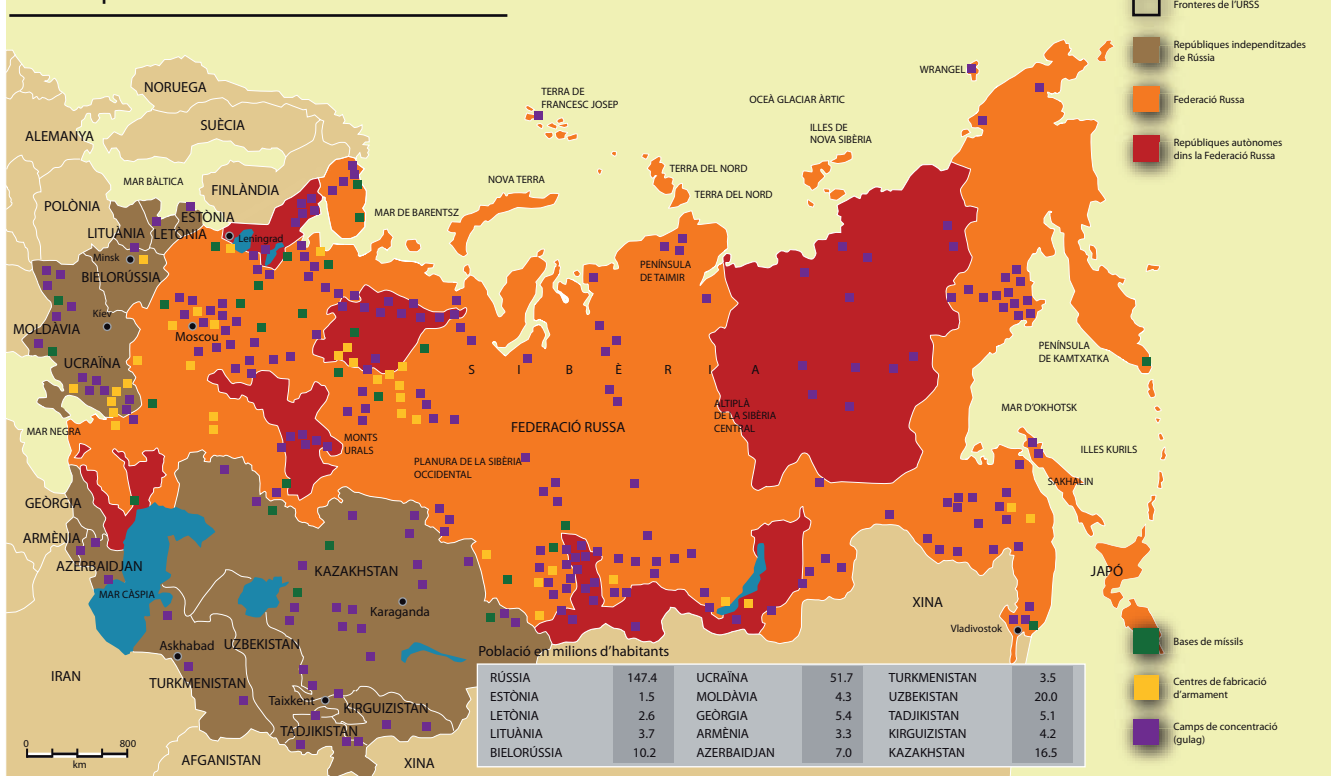 Fronteres de l'URSS
Repúbliques independitzades
de Rússia
Federació Russa
Repúbliques autònomes
dins la Federació Russa
WRANGEL
TERRA DE
FRANCESC JOSEP
OCEÀ GLACIAR ÀRTIC
ILLES DE
NOVA SIBÈRIA
NORUEGA
SUÈCIA
ALEMANYA
MAR BÀLTICA
FINLÀNDIA
NOVA TERRA
TERRA DEL NORD
TERRA DEL NORD
POLÒNIA
ESTÒNIA
MAR DE BARENTSZ
LITUÀNIA
LETÒNIA
Leningrad
Minsk
BIELORÚSSIA
PENÍNSULA
DE TAIMIR
Kíev
MOLDÀVIA
Moscou
UCRAÏNA
PENÍNSULA
DE KAMTXATKA
SIBÈRIA
MAR NEGRA
MONTS
URALS
FEDERACIÓ RUSSA
ALTIPLÀ
DE LA SIBÈRIA
CENTRAL
MAR D'OKHOTSK
ILLES KURILS
PLANURA DE LA SIBÈRIA
OCCIDENTAL
SAKHALIN
GEÒRGIA
ARMÈNIA
AZERBAIDJAN
MAR CÀSPIA
KAZAKHSTAN
Karaganda
JAPÓ
XINA
Vladivostok
Askhabad
UZBEKISTAN
IRAN
TURKMENISTAN
Taixkent
KIRGUIZISTAN
TADJIKISTAN
AFGANISTAN
XINA
0 800
km
Població en milions d'habitants
RÚSSIA 147.4 UCRAÏNA 51.7 TURKMENISTAN 3.5
ESTÒNIA 1.5 MOLDÀVIA 4.3 UZBEKISTAN 20.0
LETÒNIA 2.6 GEÒRGIA 5.4 TADJIKISTAN 5.1
LITUÀNIA 3.7 ARMÈNIA 3.3 KIRGUIZISTAN 4.2
BIELORÚSSIA 10.2 AZERBAIDJAN 7.0 KAZAKHSTAN 16.5
Bases de míssils
Centres de fabricació
d'armament
Camps de concentració
(gulag)